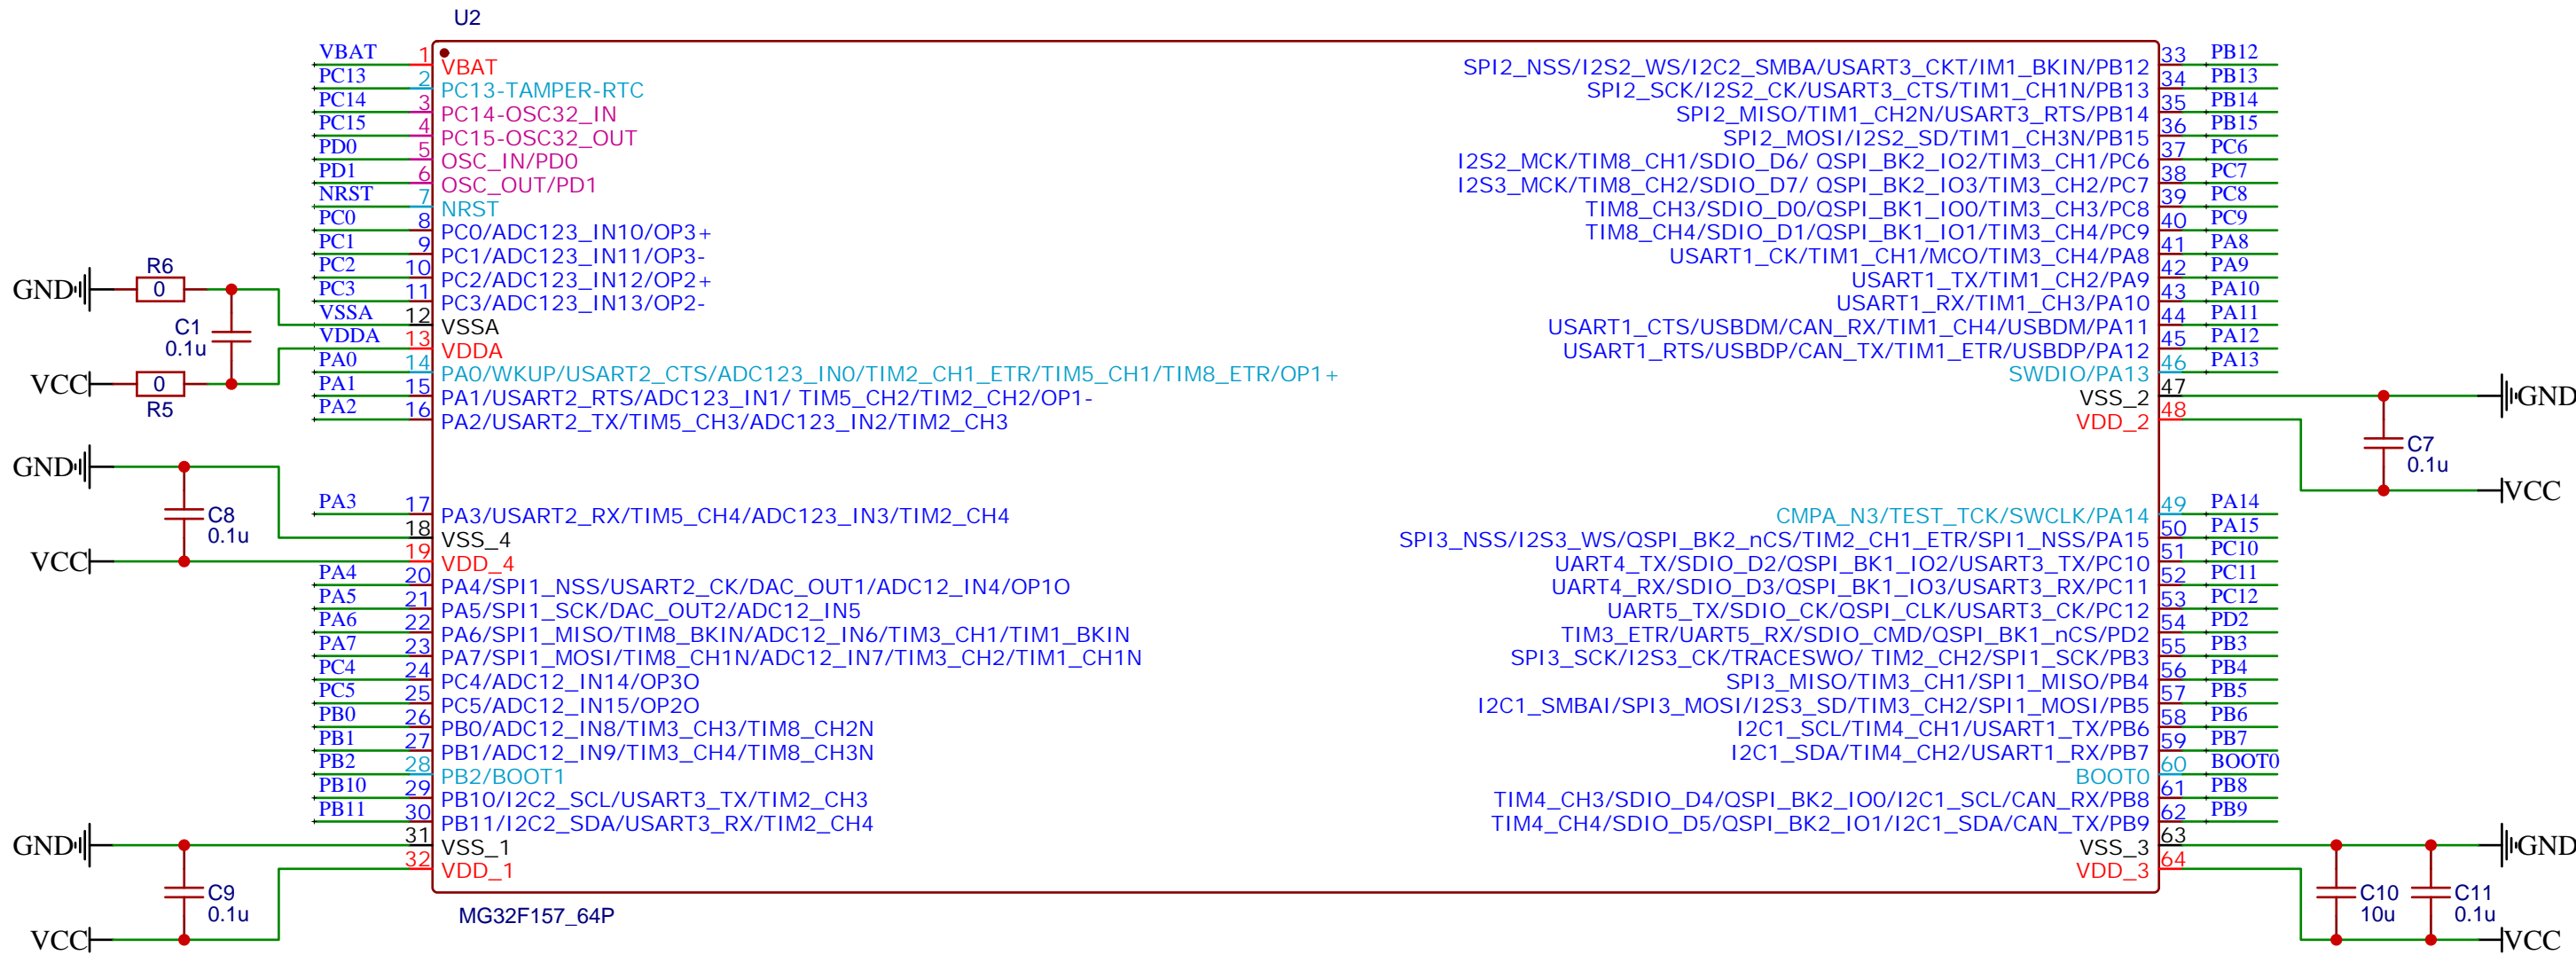 U2
VBAT 1 VBAT
PC13 2 PC13-TAMPER-RTC
PC14 3 PC14-OSC32_IN
PC15 4 PC15-OSC32_OUT
PD0 5 OSC_IN/PD0
PD1 6 OSC_OUT/PD1
NRST 7 NRST
PC0 8 PC0/ADC123_IN10/OP3+
PC1 9 PC1/ADC123_IN11/OP3-
PC2 10 PC2/ADC123_IN12/OP2+
PC3 11 PC3/ADC123_IN13/OP2-
VSSA 12 VSSA
VDDA 13 VDDA
PA0 14 PA0/WKUP/USART2_CTS/ADC123_IN0/TIM2_CH1_ETR/TIM5_CH1/TIM8_ETR/OP1+
PA1 15 PA1/USART2_RTS/ADC123_IN1/ TIM5_CH2/TIM2_CH2/OP1-
PA2 16 PA2/USART2_TX/TIM5_CH3/ADC123_IN2/TIM2_CH3
GND R6 0
C1 0.1u
VCC 0 R5
PA3 17 PA3/USART2_RX/TIM5_CH4/ADC123_IN3/TIM2_CH4
18 VSS_4
19 VDD_4
PA4 20 PA4/SPI1_NSS/USART2_CK/DAC_OUT1/ADC12_IN4/OP1O
PA5 21 PA5/SPI1_SCK/DAC_OUT2/ADC12_IN5
PA6 22 PA6/SPI1_MISO/TIM8_BKIN/ADC12_IN6/TIM3_CH1/TIM1_BKIN
PA7 23 PA7/SPI1_MOSI/TIM8_CH1N/ADC12_IN7/TIM3_CH2/TIM1_CH1N
PC4 24 PC4/ADC12_IN14/OP3O
PC5 25 PC5/ADC12_IN15/OP2O
PB0 26 PB0/ADC12_IN8/TIM3_CH3/TIM8_CH2N
PB1 27 PB1/ADC12_IN9/TIM3_CH4/TIM8_CH3N
PB2 28 PB2/BOOT1
PB10 29 PB10/I2C2_SCL/USART3_TX/TIM2_CH3
PB11 30 PB11/I2C2_SDA/USART3_RX/TIM2_CH4
31 VSS_1
32 VDD_1
GND
C8 0.1u
VCC
GND
C9 0.1u
VCC
MG32F157_64P
SPI2_NSS/I2S2_WS/I2C2_SMBA/USART3_CKT/IM1_BKIN/PB12 33 PB12
SPI2_SCK/I2S2_CK/USART3_CTS/TIM1_CH1N/PB13 34 PB13
SPI2_MISO/TIM1_CH2N/USART3_RTS/PB14 35 PB14
SPI2_MOSI/I2S2_SD/TIM1_CH3N/PB15 36 PB15
I2S2_MCK/TIM8_CH1/SDIO_D6/ QSPI_BK2_IO2/TIM3_CH1/PC6 37 PC6
I2S3_MCK/TIM8_CH2/SDIO_D7/ QSPI_BK2_IO3/TIM3_CH2/PC7 38 PC7
TIM8_CH3/SDIO_D0/QSPI_BK1_IO0/TIM3_CH3/PC8 39 PC8
TIM8_CH4/SDIO_D1/QSPI_BK1_IO1/TIM3_CH4/PC9 40 PC9
USART1_CK/TIM1_CH1/MCO/TIM3_CH4/PA8 41 PA8
USART1_TX/TIM1_CH2/PA9 42 PA9
USART1_RX/TIM1_CH3/PA10 43 PA10
USART1_CTS/USBDM/CAN_RX/TIM1_CH4/USBDM/PA11 44 PA11
USART1_RTS/USBDP/CAN_TX/TIM1_ETR/USBDP/PA12 45 PA12
SWDIO/PA13 46 PA13
VSS_2 47 GND
VDD_2 48
C7 0.1u
VCC
CMPA_N3/TEST_TCK/SWCLK/PA14 49 PA14
SPI3_NSS/I2S3_WS/QSPI_BK2_nCS/TIM2_CH1_ETR/SPI1_NSS/PA15 50 PA15
UART4_TX/SDIO_D2/QSPI_BK1_IO2/USART3_TX/PC10 51 PC10
UART4_RX/SDIO_D3/QSPI_BK1_IO3/USART3_RX/PC11 52 PC11
UART5_TX/SDIO_CK/QSPI_CLK/USART3_CK/PC12 53 PC12
TIM3_ETR/UART5_RX/SDIO_CMD/QSPI_BK1_nCS/PD2 54 PD2
SPI3_SCK/I2S3_CK/TRACESWO/ TIM2_CH2/SPI1_SCK/PB3 55 PB3
SPI3_MISO/TIM3_CH1/SPI1_MISO/PB4 56 PB4
I2C1_SMBAI/SPI3_MOSI/I2S3_SD/TIM3_CH2/SPI1_MOSI/PB5 57 PB5
I2C1_SCL/TIM4_CH1/USART1_TX/PB6 58 PB6
I2C1_SDA/TIM4_CH2/USART1_RX/PB7 59 PB7
BOOT0 60 BOOT0
TIM4_CH3/SDIO_D4/QSPI_BK2_IO0/I2C1_SCL/CAN_RX/PB8 61 PB8
TIM4_CH4/SDIO_D5/QSPI_BK2_IO1/I2C1_SDA/CAN_TX/PB9 62 PB9
VSS_3 63 GND
VDD_3 64
C10 10u
C11 0.1u
VCC